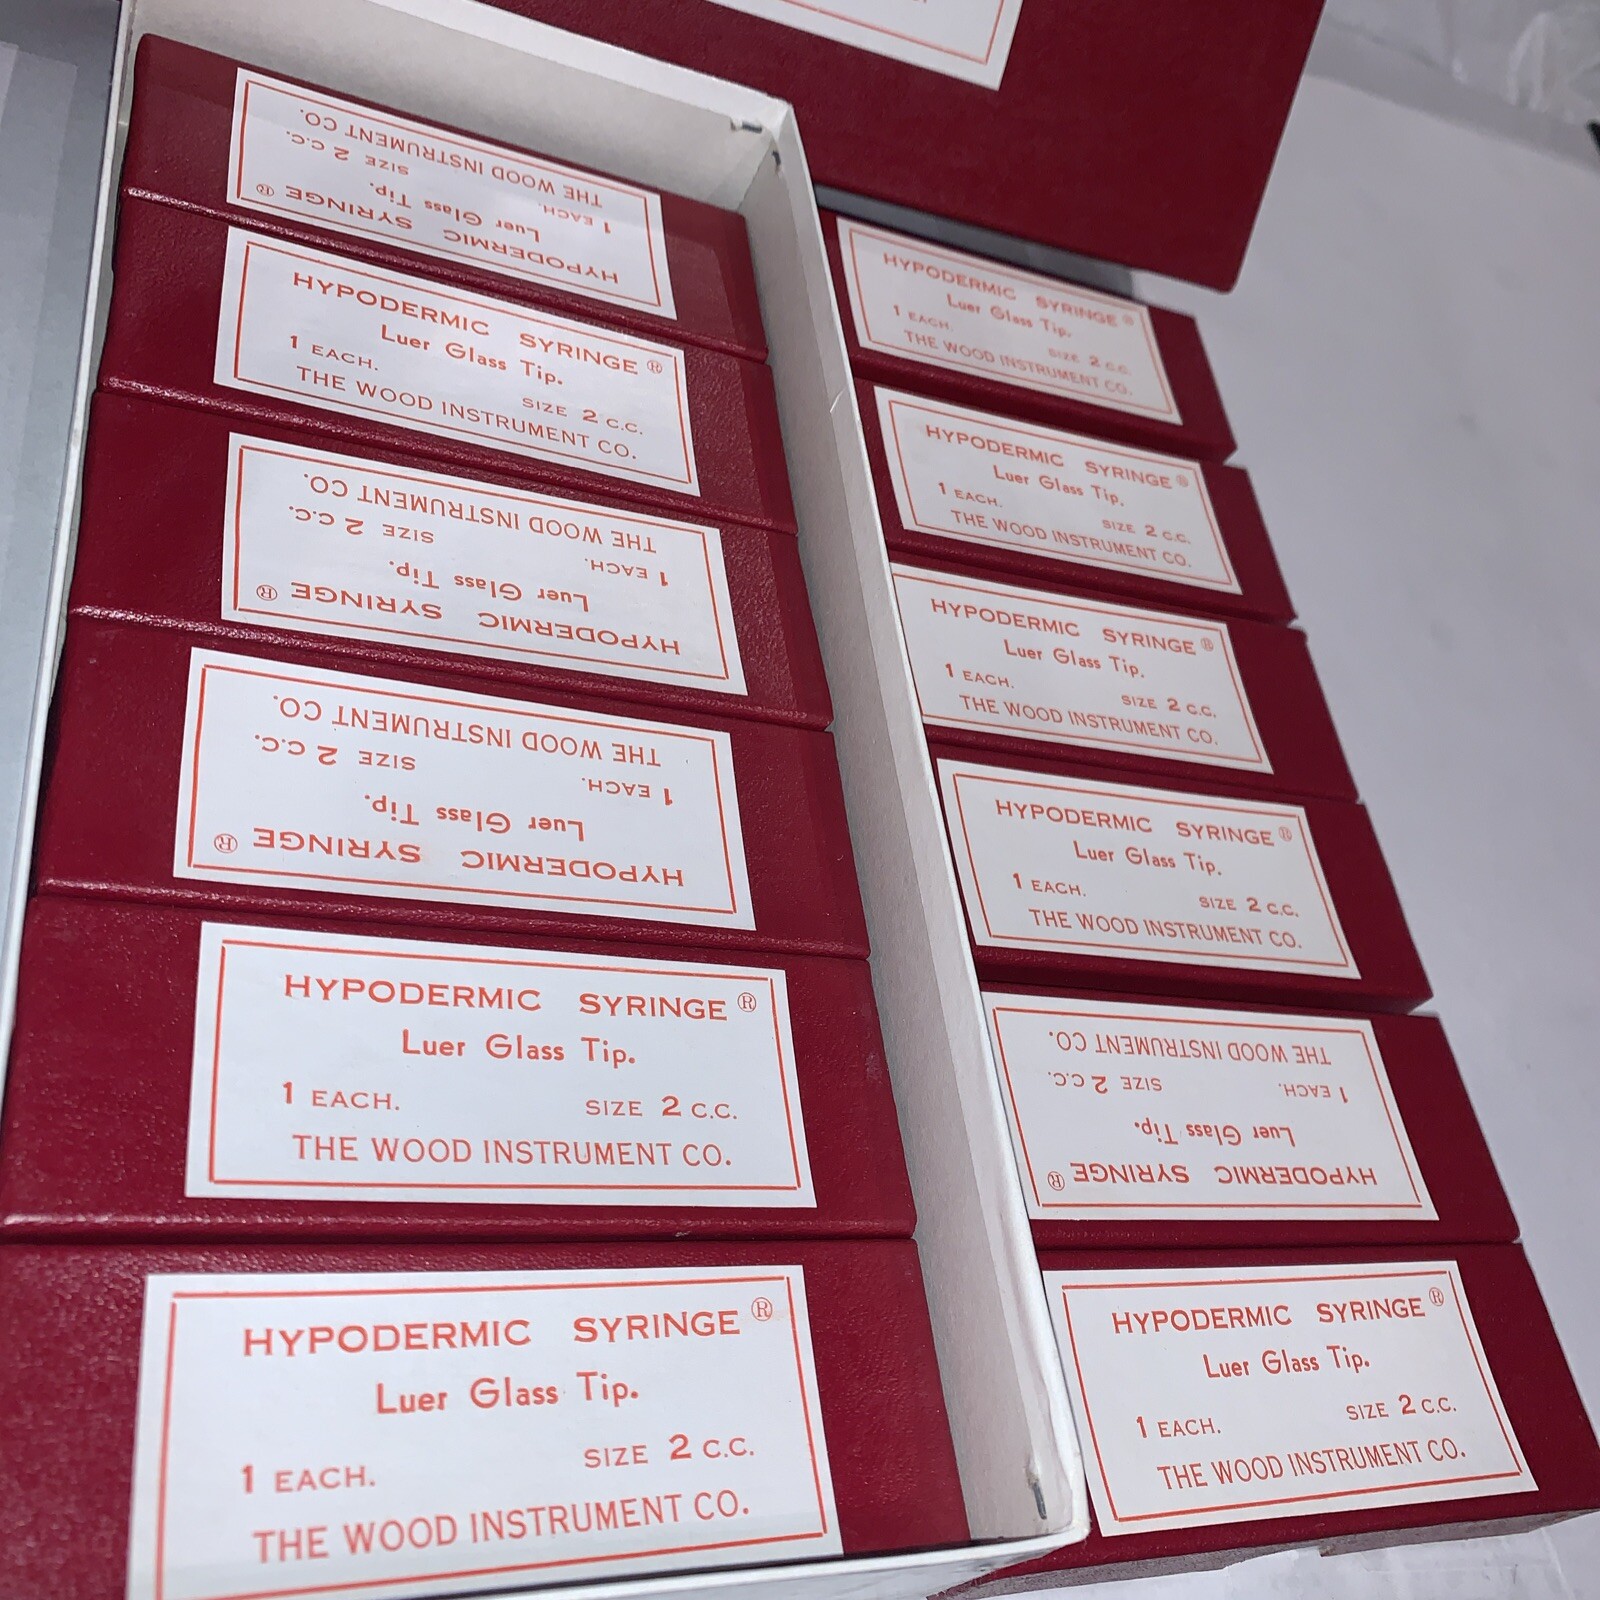 THE WOOD INSTRUMENT CO.
SIZE 2 C.C.
1 EACH.
Luer Glass Tip.
HYPODERMIC SYRINGE ®
HYPODERMIC SYRINGE ®
Luer Glass Tip.
1 EACH.
SIZE 2 C.C.
THE WOOD INSTRUMENT CO.
THE WOOD INSTRUMENT CO.
SIZE 2 C.C.
1 EACH.
Luer Glass Tip.
HYPODERMIC SYRINGE ®
THE WOOD INSTRUMENT CO.
SIZE 2 C.C.
1 EACH.
Luer Glass Tip.
HYPODERMIC SYRINGE ®
HYPODERMIC SYRINGE ®
Luer Glass Tip.
1 EACH. SIZE 2 C.C.
THE WOOD INSTRUMENT CO.
HYPODERMIC SYRINGE ®
Luer Glass Tip.
1 EACH. SIZE 2 C.C.
THE WOOD INSTRUMENT CO.
HYPODERMIC SYRINGE ®
Luer Glass Tip.
1 EACH. SIZE 2 C.C.
THE WOOD INSTRUMENT CO.
HYPODERMIC SYRINGE ®
Luer Glass Tip.
1 EACH. SIZE 2 C.C.
THE WOOD INSTRUMENT CO.
HYPODERMIC SYRINGE ®
Luer Glass Tip.
1 EACH. SIZE 2 C.C.
THE WOOD INSTRUMENT CO.
HYPODERMIC SYRINGE ®
Luer Glass Tip.
1 EACH. SIZE 2 C.C.
THE WOOD INSTRUMENT CO.
THE WOOD INSTRUMENT CO.
1 EACH. SIZE 2 C.C.
Luer Glass Tip.
HYPODERMIC SYRINGE ®
HYPODERMIC SYRINGE ®
Luer Glass Tip.
1 EACH. SIZE 2 C.C.
THE WOOD INSTRUMENT CO.